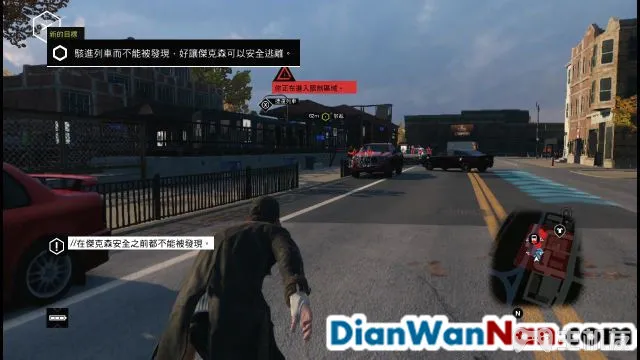 新的目標
駭進列車而不能被發現，好讓傑克森可以安全逃離。
你正在進入限制區域。
62m
//在傑克森安全之前都不能被發現。
N
DianWanNan.com